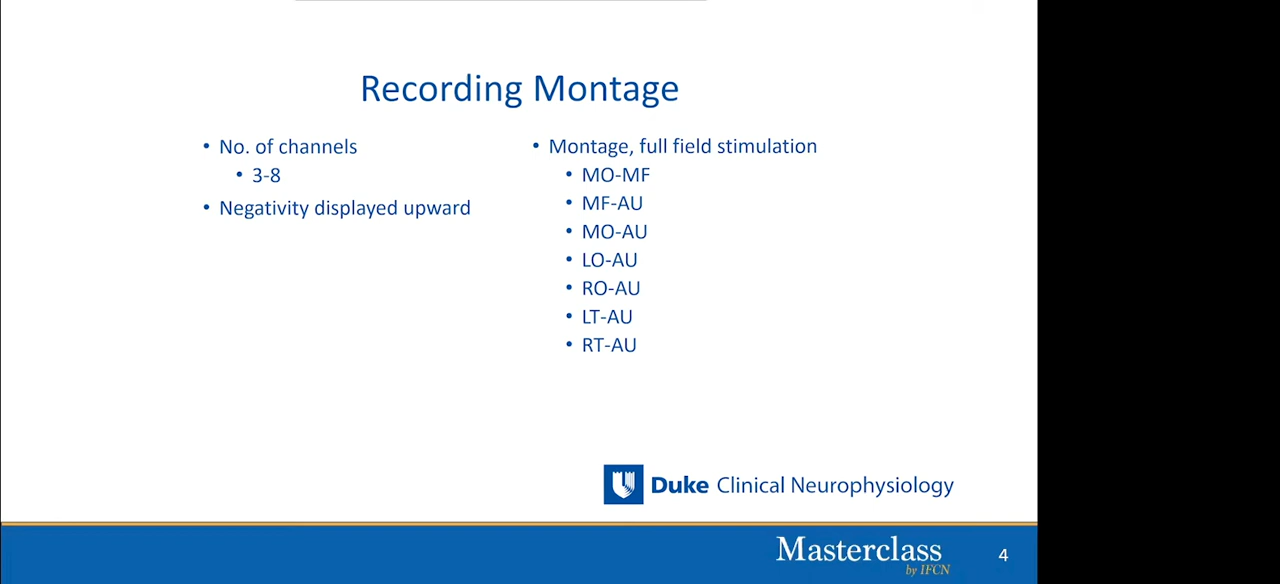 Recording Montage
• No. of channels
• 3-8
• Negativity displayed upward
• Montage, full field stimulation
• MO-MF
• MF-AU
• MO-AU
• LO-AU
• RO-AU
• LT-AU
• RT-AU
Duke Clinical Neurophysiology
Masterclass
by IFCN
4